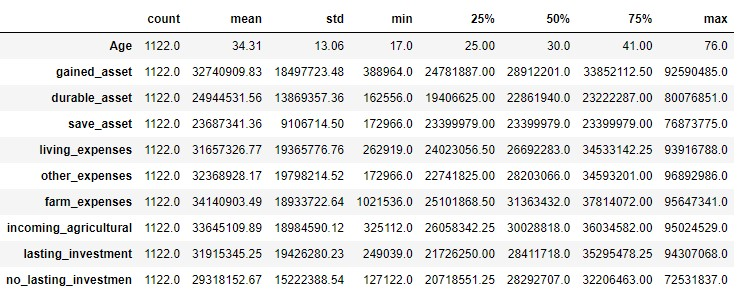 count mean std min 25% 50% 75% max
Age 1122.0 34.31 13.06 17.0 25.00 30.0 41.00 76.0
gained_asset 1122.0 32740909.83 18497723.48 388964.0 24781887.00 28912201.0 33852112.50 92590485.0
durable_asset 1122.0 24944531.56 13869357.36 162556.0 19406625.00 22861940.0 23222287.00 80076851.0
save_asset 1122.0 23687341.36 9106714.50 172966.0 23399979.00 23399979.0 23399979.00 76873775.0
living_expenses 1122.0 31657326.77 19365776.76 262919.0 24023056.50 26692283.0 34533142.25 93916788.0
other_expenses 1122.0 32368928.17 19798214.52 172966.0 22741825.00 28203066.0 34593201.00 96892986.0
farm_expenses 1122.0 34140903.49 18933722.64 1021536.0 25101868.50 31363432.0 37814072.00 95647341.0
incoming_agricultural 1122.0 33645109.89 18984590.12 325112.0 26058342.25 30028818.0 36034582.00 95024529.0
lasting_investment 1122.0 31915345.25 19426280.23 249039.0 21726250.00 28411718.0 35295478.25 94307068.0
no_lasting_investmen 1122.0 29318152.67 15222388.54 127122.0 20718551.25 28292707.0 32206463.00 72531837.0